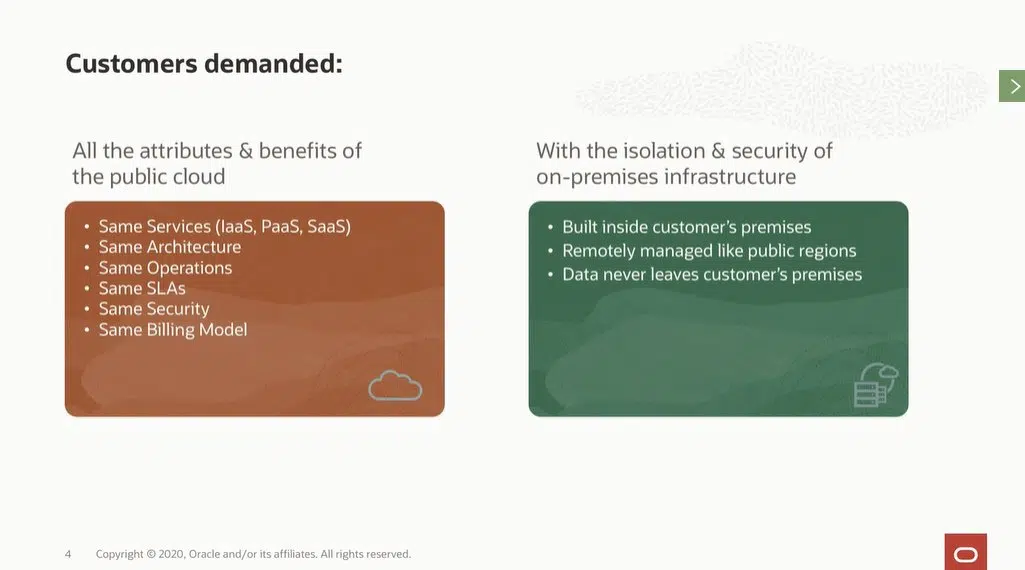 Customers demanded:
All the attributes & benefits of
the public cloud
• Same Services (IaaS, PaaS, SaaS)
• Same Architecture
• Same Operations
• Same SLAs
• Same Security
• Same Billing Model
With the isolation & security of
on-premises infrastructure
• Built inside customer’s premises
• Remotely managed like public regions
• Data never leaves customer’s premises
4 Copyright © 2020, Oracle and/or its affiliates. All rights reserved.